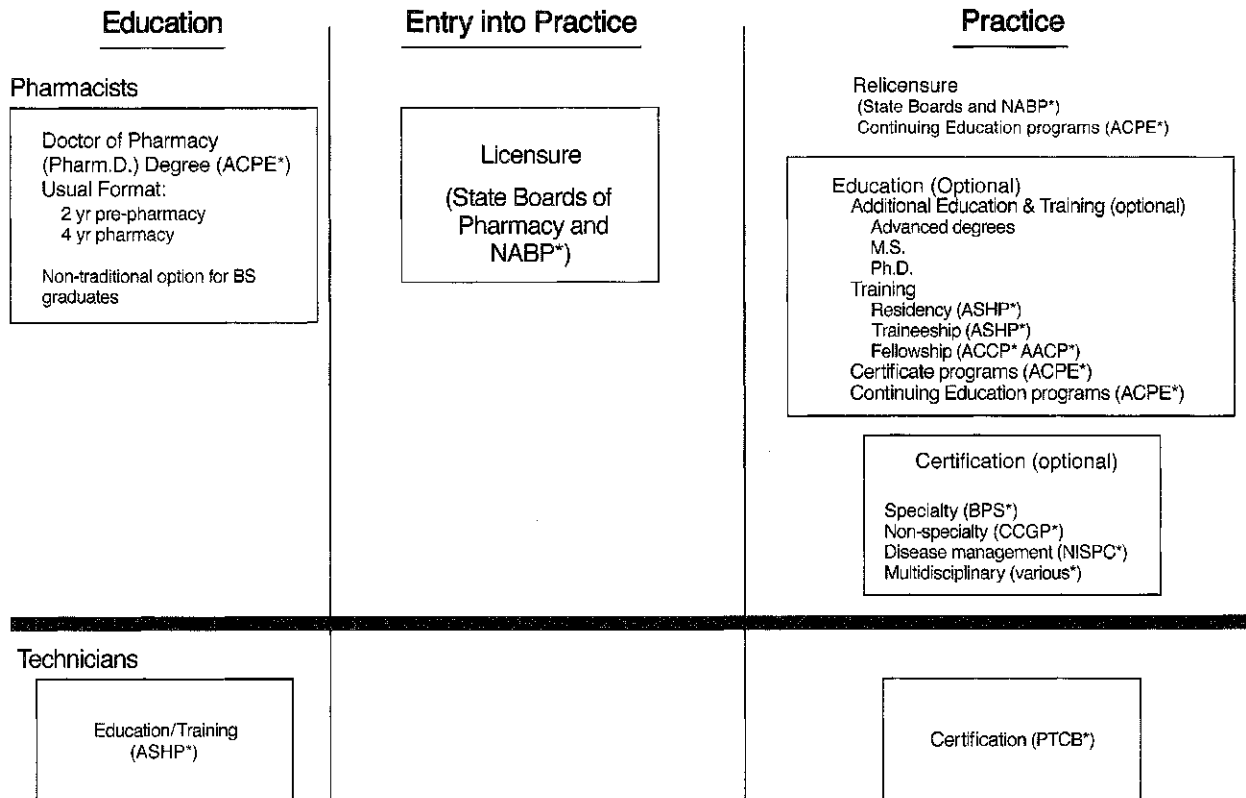 Education
Entry into Practice
Practice
Pharmacists
Doctor of Pharmacy
(Pharm.D.) Degree (ACPE*)
Usual Format:
2 yr pre-pharmacy
4 yr pharmacy
Non-traditional option for BS
graduates
Licensure
(State Boards of
Pharmacy and
NABP*)
Relicensure
(State Boards and NABP*)
Continuing Education programs (ACPE*)
Education (Optional)
Additional Education & Training (optional)
Advanced degrees
M.S.
Ph.D.
Training
Residency (ASHP*)
Traineeship (ASHP*)
Fellowship (ACCP* AACP*)
Certificate programs (ACPE*)
Continuing Education programs (ACPE*)
Certification (optional)
Specialty (BPS*)
Non-specialty (CCGP*)
Disease management (NISPC*)
Multidisciplinary (various*)
Technicians
Education/Training
(ASHP*)
Certification (PTCB*)